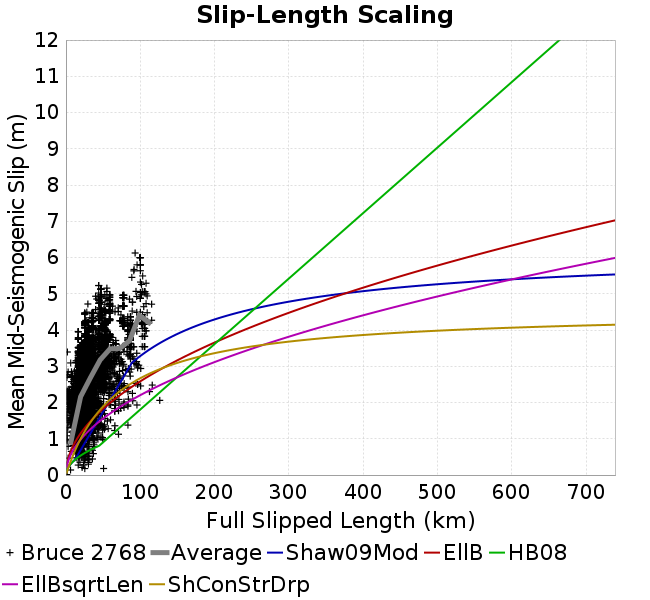 Slip-Length Scaling
Mean Mid-Seismogenic Slip (m)
12
11
10
9
8
7
6
5
4
3
2
1
0
0 100 200 300 400 500 600 700
Full Slipped Length (km)
Bruce 2768 Average Shaw09Mod EllB HB08
EllBsqrtLen ShConStrDrp